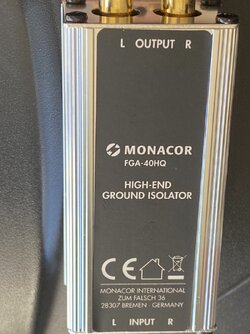 L OUTPUT R
MONACOR
FGA-40HQ
HIGH-END
GROUND ISOLATOR
CE
MONACOR INTERNATIONAL
ZUM FALSCH 36
28307 BREMEN · GERMANY
L INPUT R